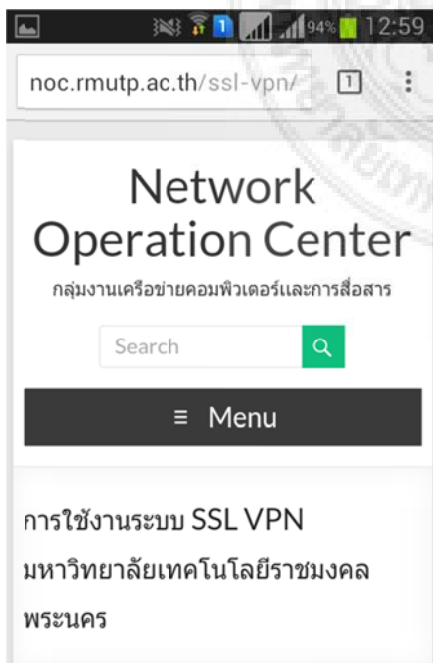 94% 12:59
noc.rmutp.ac.th/ssl-vpn/ 1
Network
Operation Center
กลุ่มงานเครือข่ายคอมพิวเตอร์และการสื่อสาร
Search
≡ Menu
การใช้งานระบบ SSL VPN
มหาวิทยาลัยเทคโนโลยีราชมงคล
พระนคร